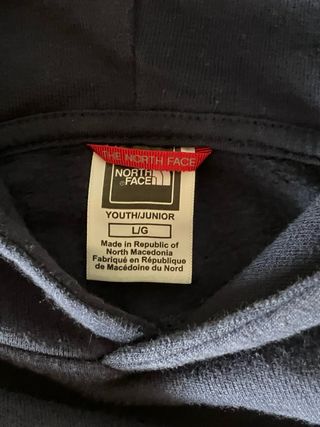 THE NORTH FACE
NORTH
FACE
YOUTH/JUNIOR
L/G
Made in Republic of
North Macedonia
Fabriqué en République
de Macédoine du Nord